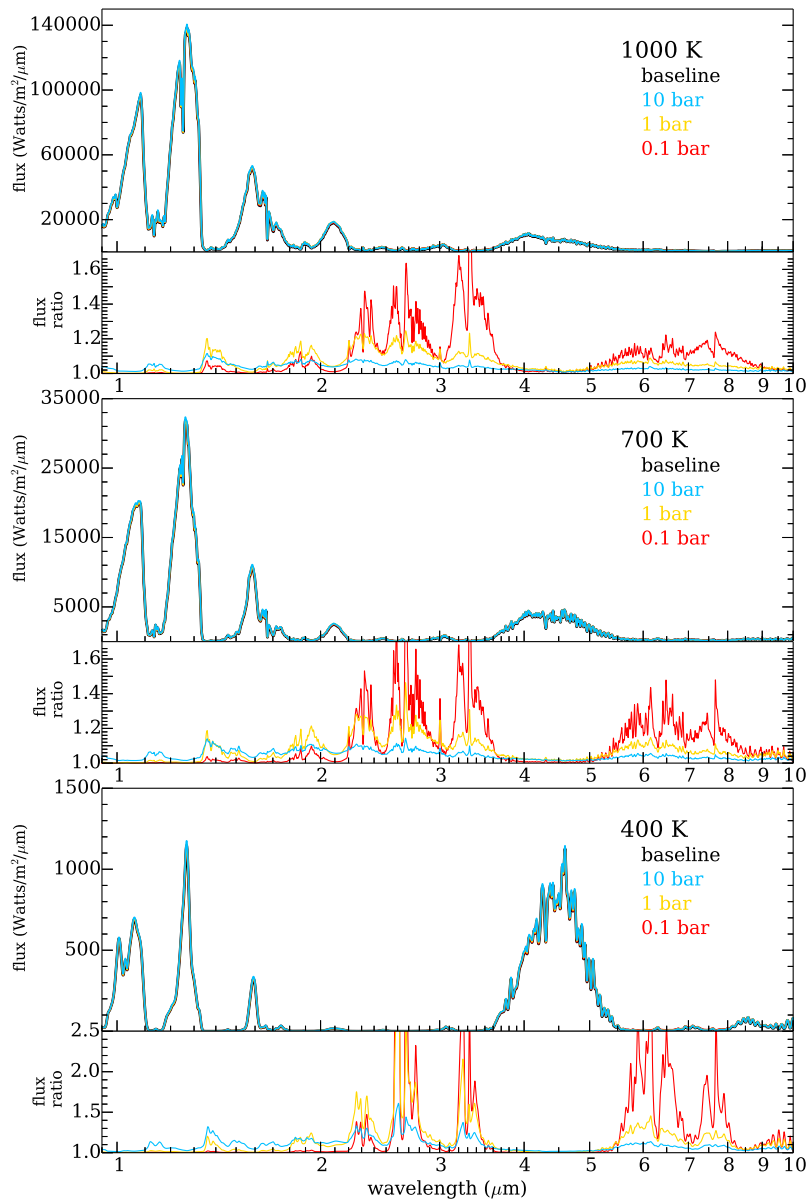 140000
100000
60000
20000
flux (Watts/m²/μm)
1000 K
baseline
10 bar
1 bar
0.1 bar
1.6
1.4
1.2
1.0
flux
ratio
1 2 3 4 5 6 7 8 9 10
35000
25000
15000
5000
flux (Watts/m²/μm)
700 K
baseline
10 bar
1 bar
0.1 bar
1.6
1.4
1.2
1.0
flux
ratio
1 2 3 4 5 6 7 8 9 10
1500
1000
500
flux (Watts/m²/μm)
400 K
baseline
10 bar
1 bar
0.1 bar
2.5
2.0
1.5
1.0
flux
ratio
1 2 3 4 5 6 7 8 9 10
wavelength (μm)